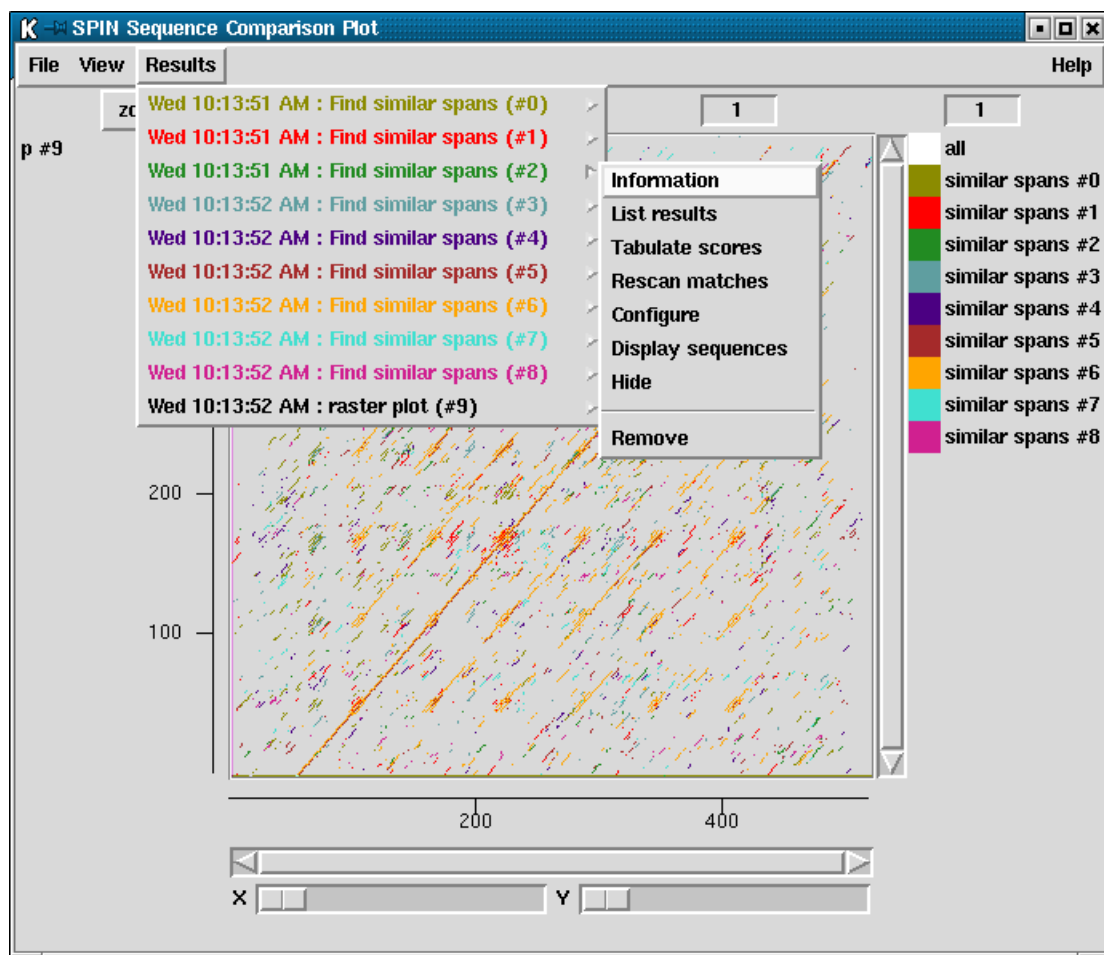 SPIN Sequence Comparison Plot
File View Results Help
1 1
p #9
Wed 10:13:51 AM : Find similar spans (#0)
Wed 10:13:51 AM : Find similar spans (#1)
Wed 10:13:51 AM : Find similar spans (#2)
Wed 10:13:52 AM : Find similar spans (#3)
Wed 10:13:52 AM : Find similar spans (#4)
Wed 10:13:52 AM : Find similar spans (#5)
Wed 10:13:52 AM : Find similar spans (#6)
Wed 10:13:52 AM : Find similar spans (#7)
Wed 10:13:52 AM : Find similar spans (#8)
Wed 10:13:52 AM : raster plot (#9)
Information
List results
Tabulate scores
Rescan matches
Configure
Display sequences
Hide
Remove
all
similar spans #0
similar spans #1
similar spans #2
similar spans #3
similar spans #4
similar spans #5
similar spans #6
similar spans #7
similar spans #8
200
100
200 400
X Y